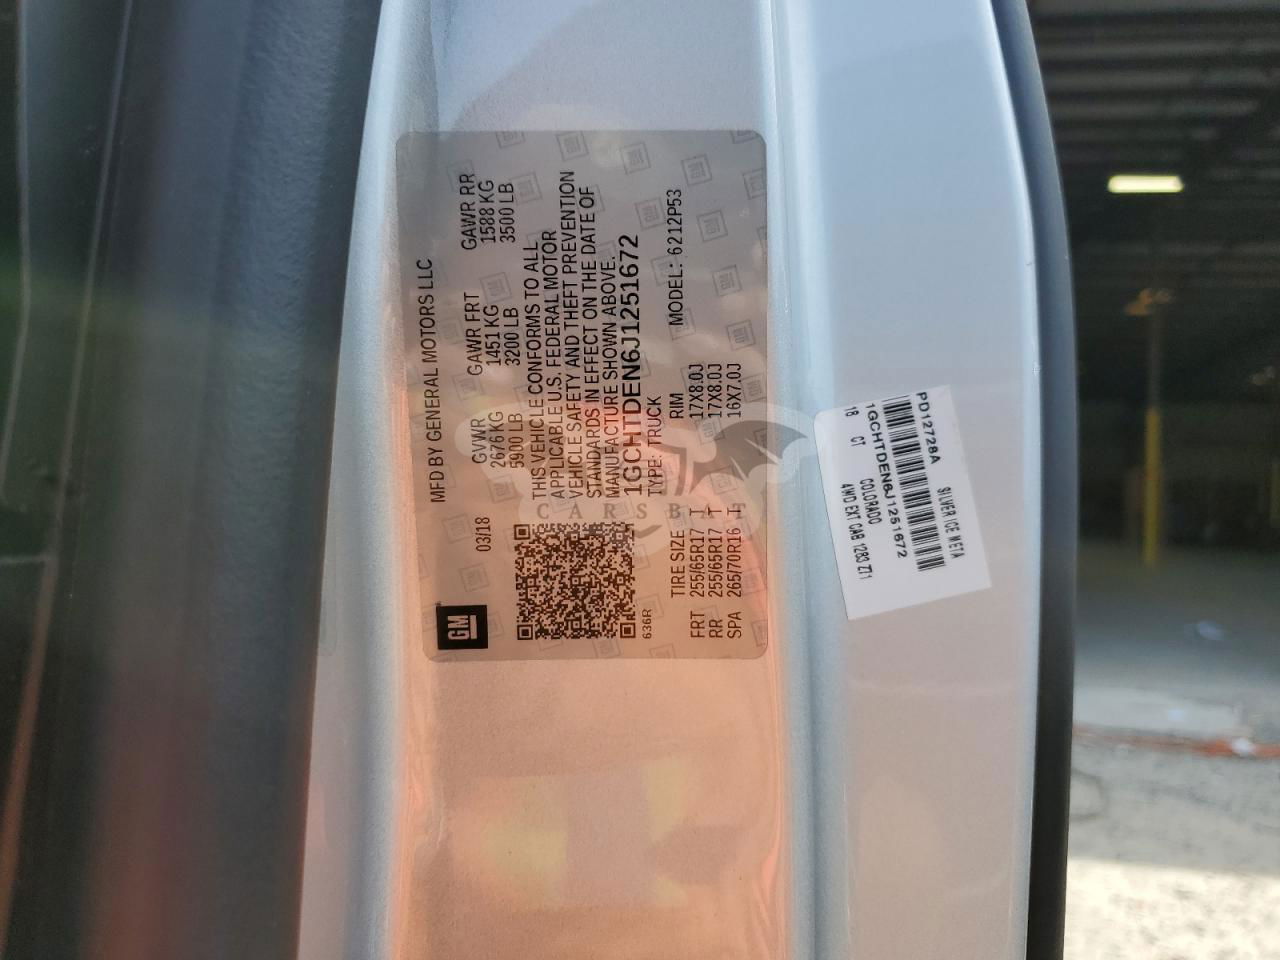 MFD BY GENERAL MOTORS LLC
GM
03/18
GVWR GAWR FRT GAWR RR
2676 KG 1451 KG 1588 KG
5900 LB 3200 LB 3500 LB
THIS VEHICLE CONFORMS TO ALL
APPLICABLE U.S. FEDERAL MOTOR
VEHICLE SAFETY AND THEFT PREVENTION
STANDARDS IN EFFECT ON THE DATE OF
MANUFACTURE SHOWN ABOVE.
1GCHTDEN6J1251672
636R
TYPE: TRUCK MODEL: 6212P53
TIRE SIZE RIM
FRT 255/65R17 T 17X8.0J
RR 255/65R17 T 17X8.0J
SPA 265/70R16 T 16X7.0J
CARSBAT
PD12728A SILVER ICE META
1GCHTDEN6J1251672
18 CT COLORADO
4WD EXT CAB 1283 Z71